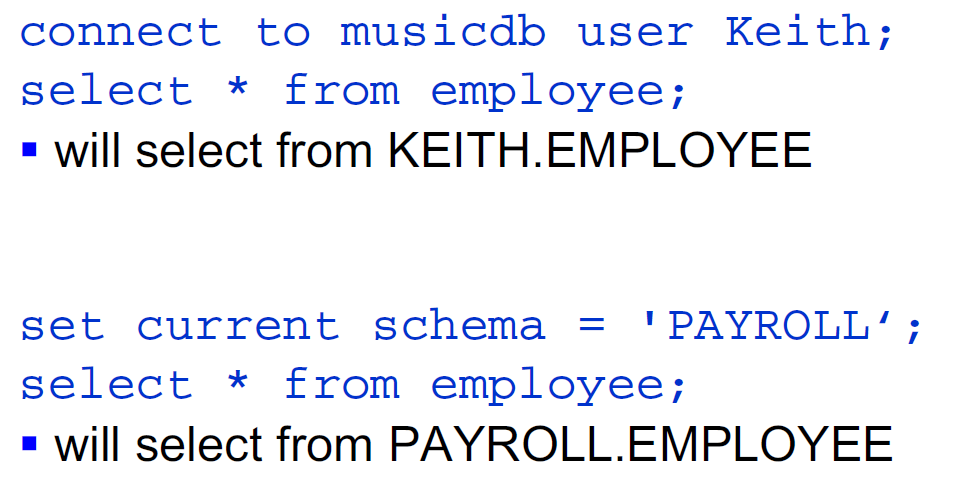 connect to musicdb user Keith;
select * from employee;
▪ will select from KEITH.EMPLOYEE
set current schema = 'PAYROLL‘;
select * from employee;
▪ will select from PAYROLL.EMPLOYEE